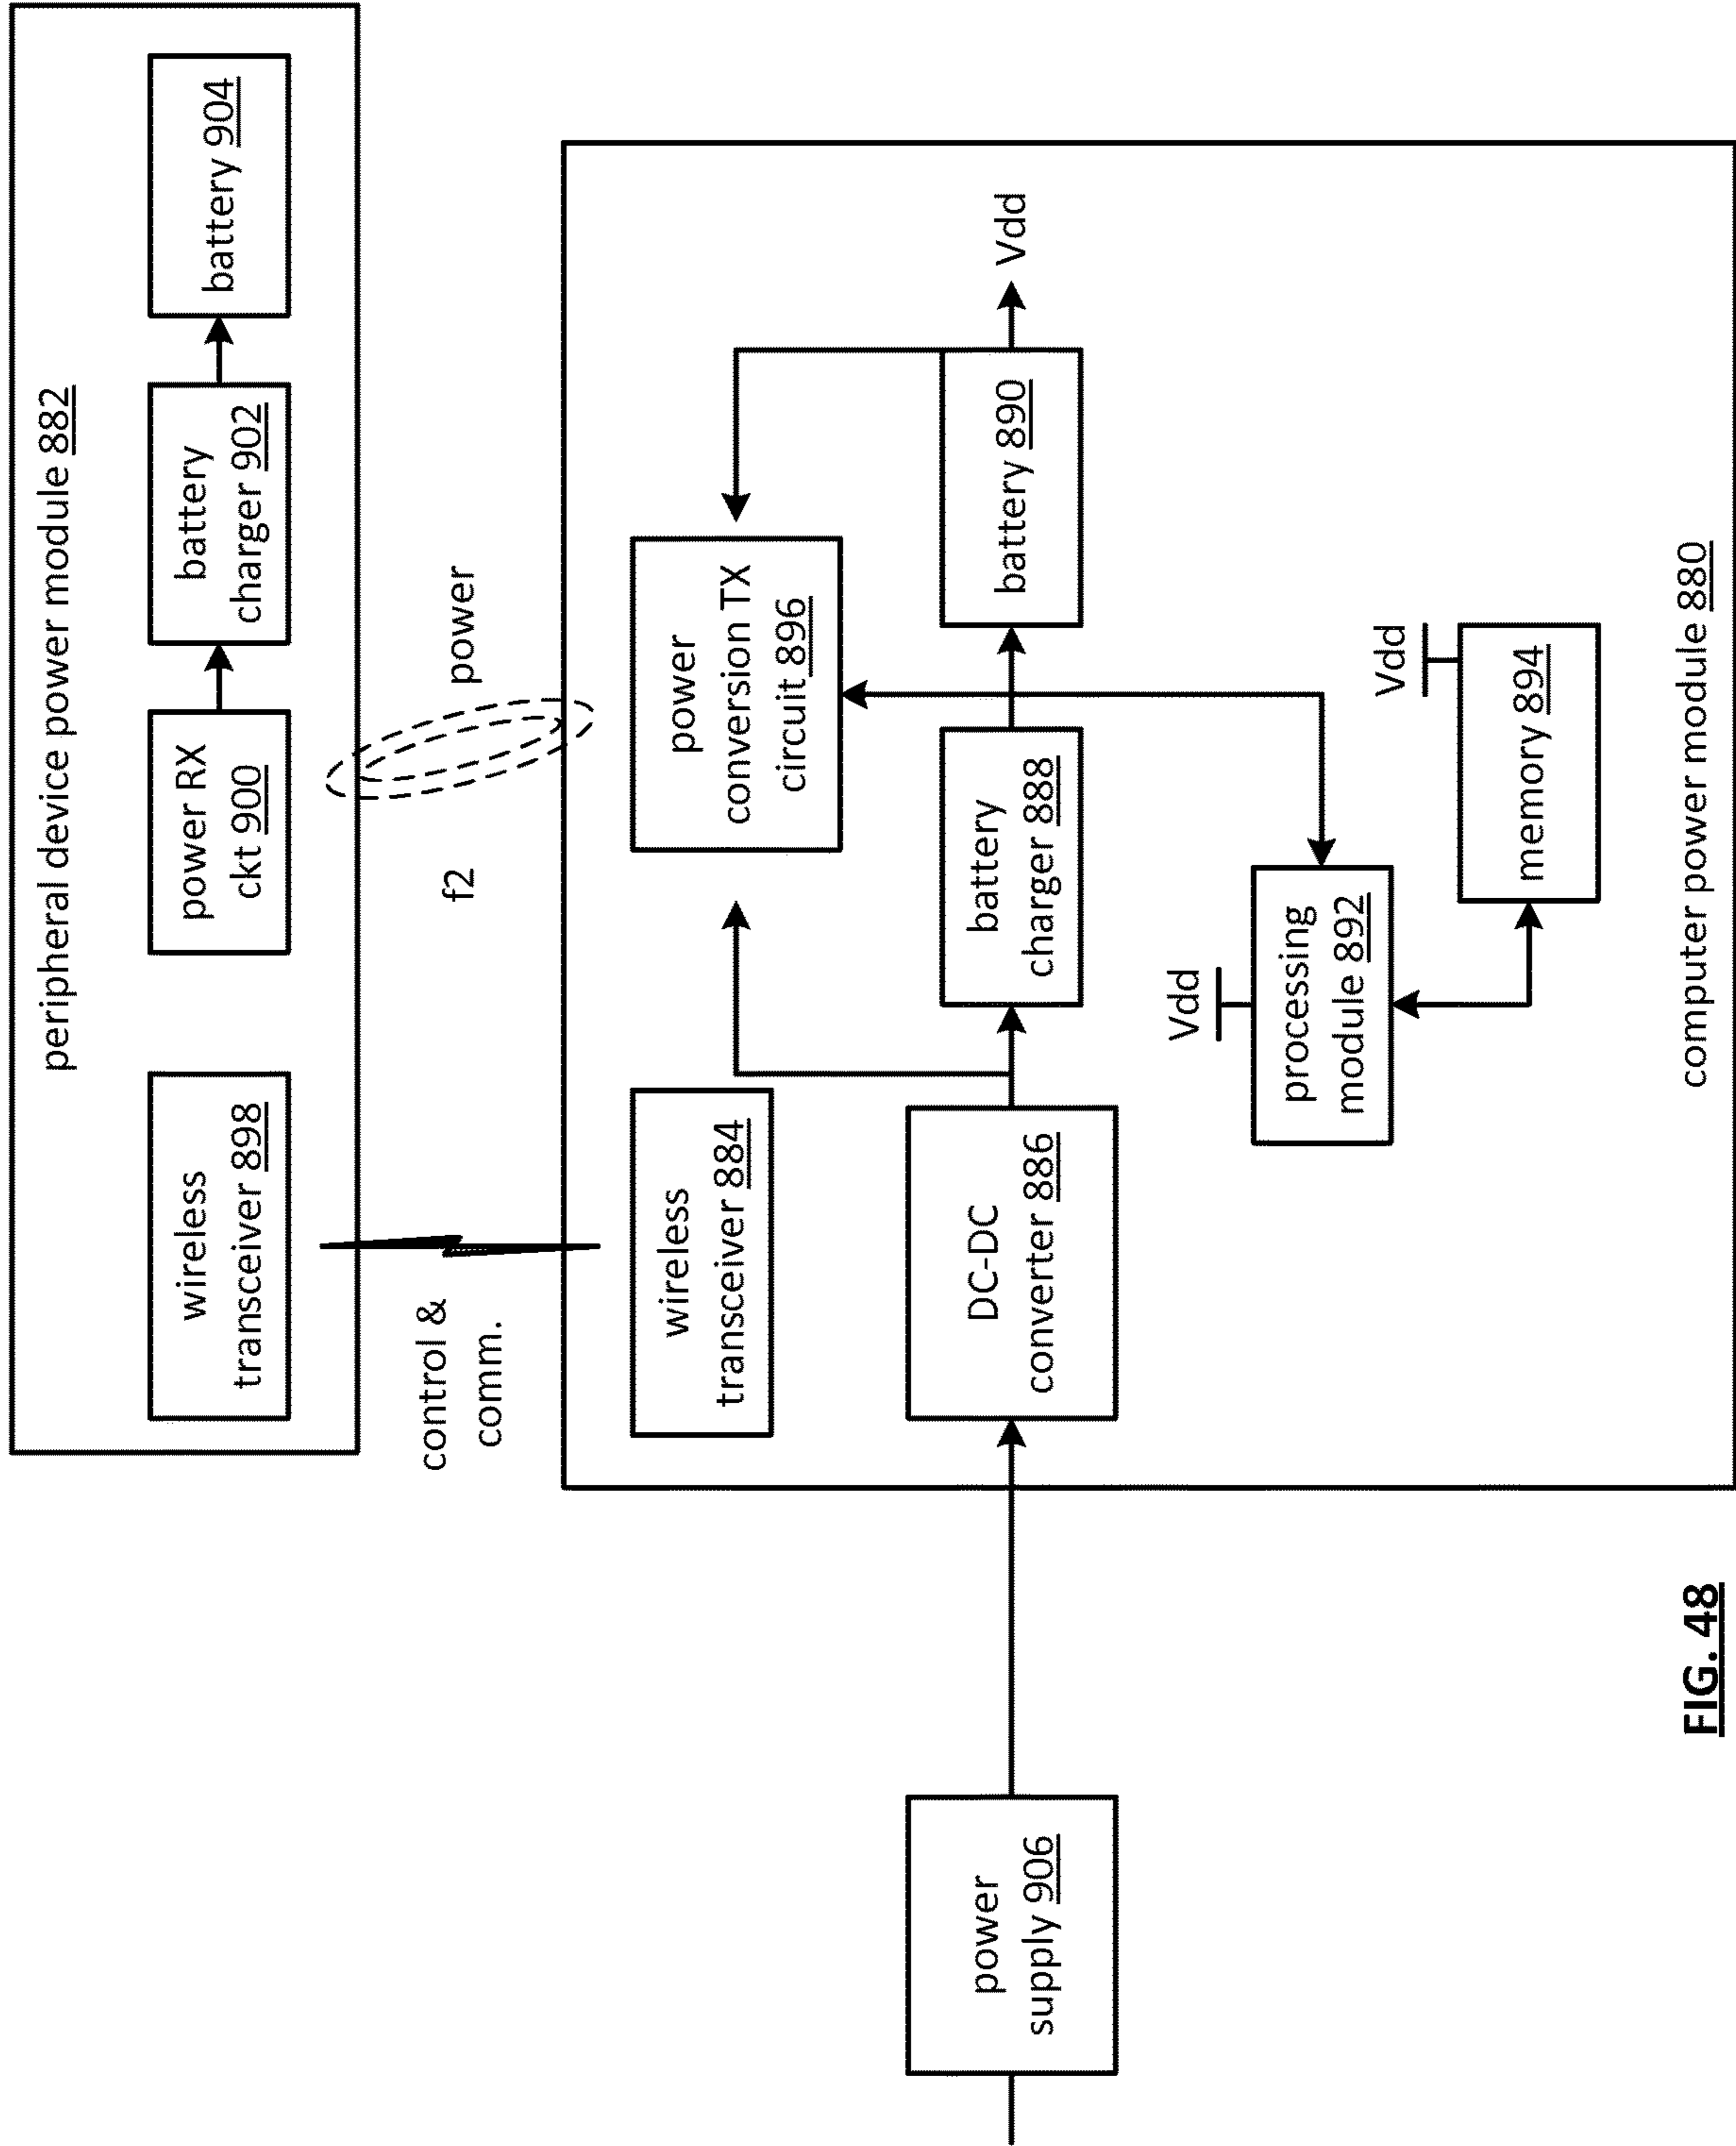 peripheral device power module 882
wireless
transceiver 898
power RX
ckt 900
battery
charger 902
battery 904
control &
comm.
f2
power
wireless
transceiver 884
power
conversion TX
circuit 896
power
supply 906
DC-DC
converter 886
battery
charger 888
battery 890
Vdd
Vdd
processing
module 892
Vdd
memory 894
computer power module 880
FIG. 48